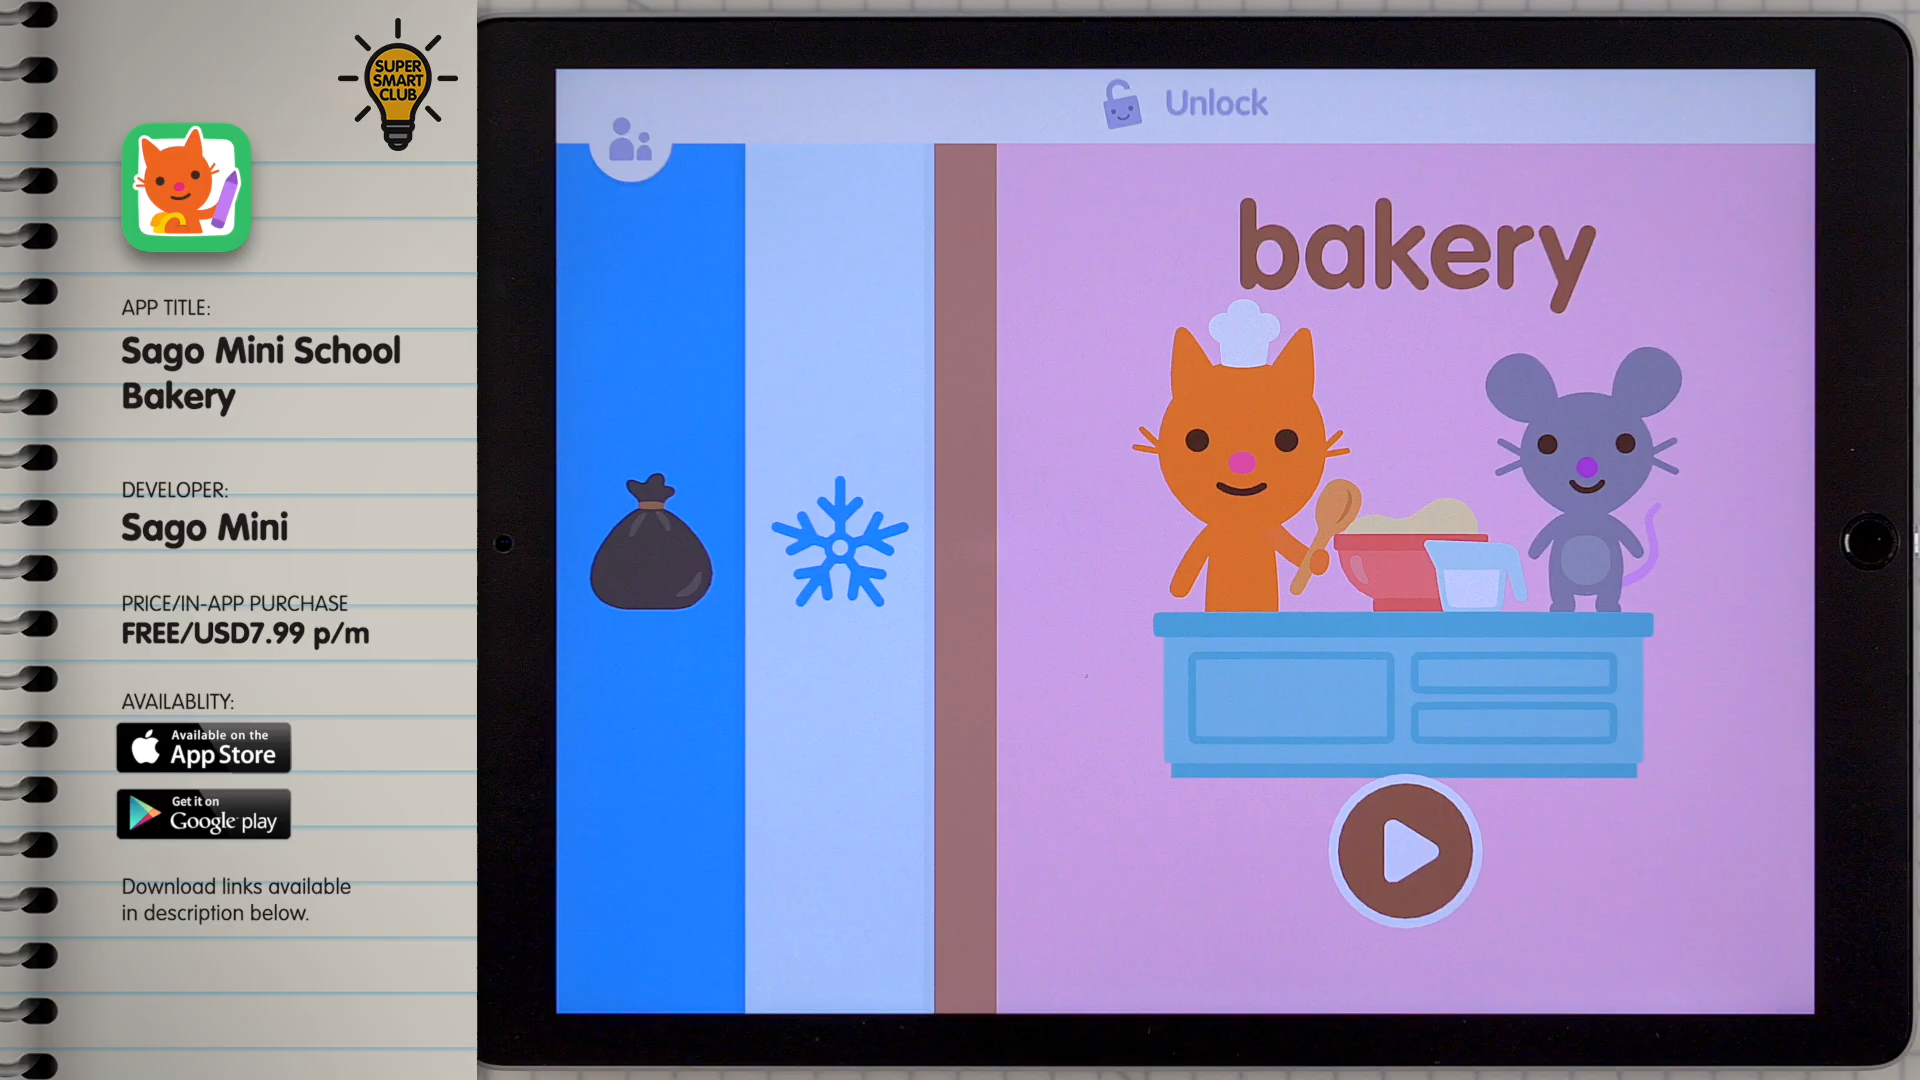 SUPER
SMART
CLUB
APP TITLE:
Sago Mini School
Bakery
DEVELOPER:
Sago Mini
PRICE/IN-APP PURCHASE
FREE/USD7.99 p/m
AVAILABLITY:
Available on the
App Store
Get it on
Google play
Download links available
in description below.
Unlock
bakery